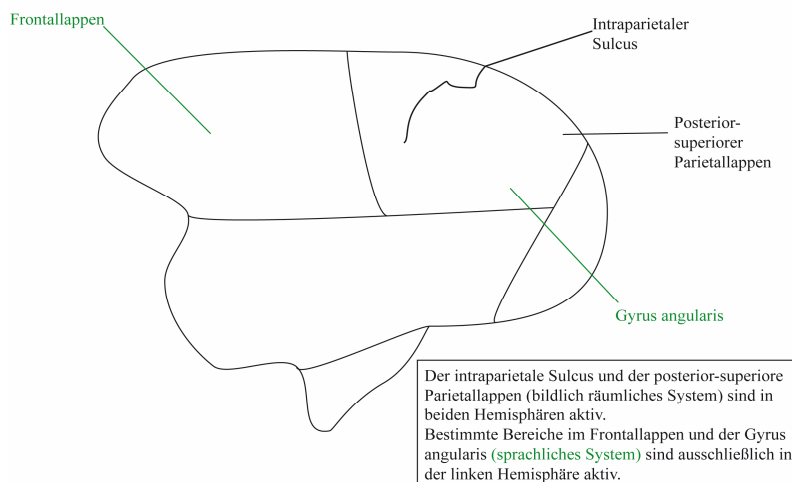 Frontallappen
Intraparietaler
Sulcus
Posterior-
superiorer
Parietallappen
Gyrus angularis
Der intraparietale Sulcus und der posterior-superiore
Parietallappen (bildlich räumliches System) sind in
beiden Hemisphären aktiv.
Bestimmte Bereiche im Frontallappen und der Gyrus
angularis (sprachliches System) sind ausschließlich in
der linken Hemisphäre aktiv.